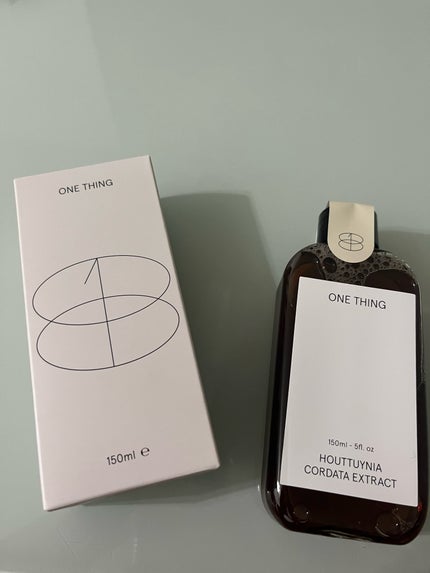 ONE THING
150ml e
ONE THING
150ml - 5fl. oz
HOUTTUYNIA
CORDATA EXTRACT